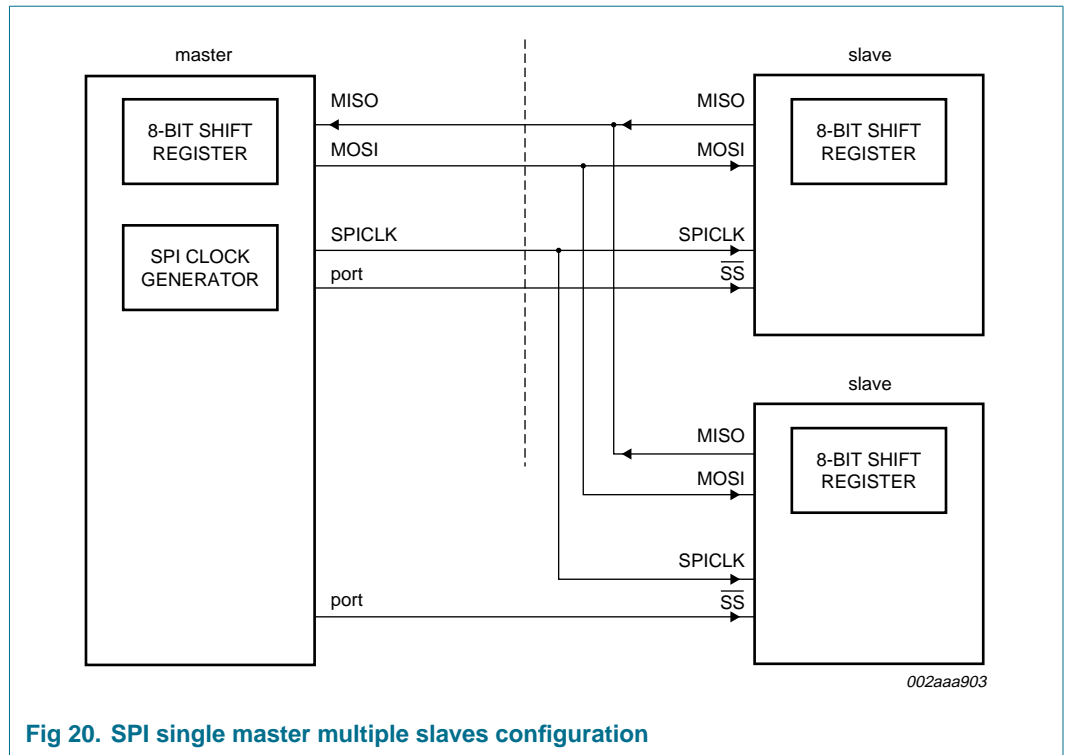 master
slave
MISO
MISO
8-BIT SHIFT
REGISTER
8-BIT SHIFT
REGISTER
MOSI
MOSI
SPICLK
SPICLK
SPI CLOCK
GENERATOR
port
SS
slave
MISO
8-BIT SHIFT
REGISTER
MOSI
SPICLK
port
SS
002aaa903
Fig 20. SPI single master multiple slaves configuration